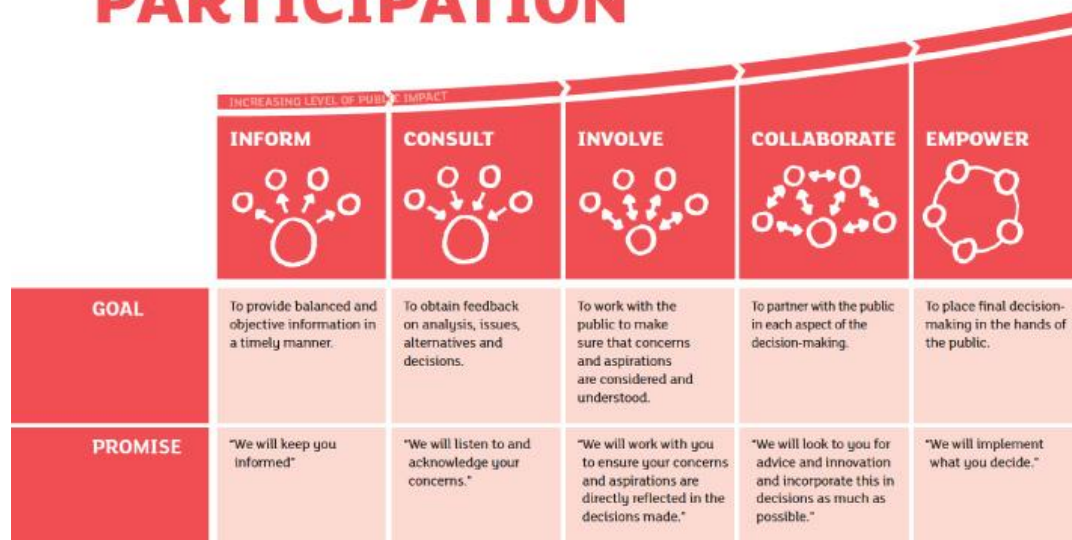 PARTICIPATION
INCREASING LEVEL OF PUBLIC IMPACT
INFORM
CONSULT
INVOLVE
COLLABORATE
EMPOWER
GOAL
To provide balanced and
objective information in
a timely manner.
To obtain feedback
on analysis, issues,
alternatives and
decisions.
To work with the
public to make
sure that concerns
and aspirations
are considered and
understood.
To partner with the public
in each aspect of the
decision-making.
To place final decision-
making in the hands of
the public.
PROMISE
"We will keep you
informed"
"We will listen to and
acknowledge your
concerns."
"We will work with you
to ensure your concerns
and aspirations are
directly reflected in the
decisions made."
"We will look to you for
advice and innovation
and incorporate this in
decisions as much as
possible."
"We will implement
what you decide."